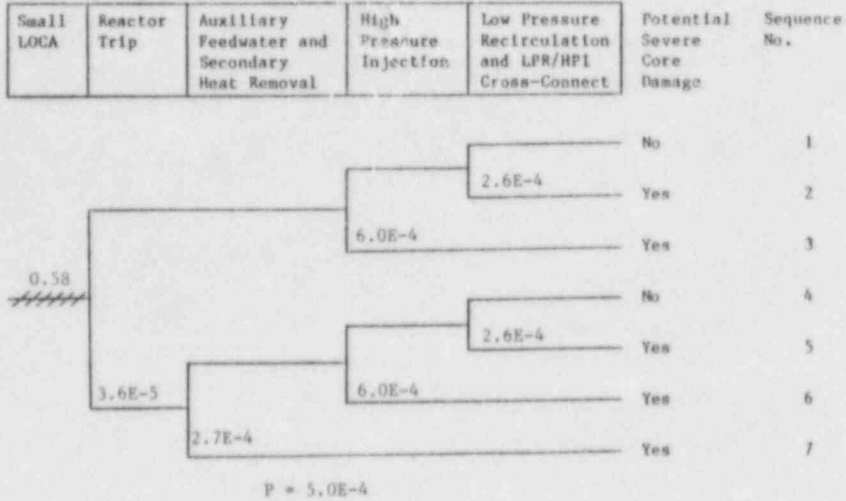 Small LOCA
Reactor Trip
Auxiliary Feedwater and Secondary Heat Removal
High Pressure Injection
Low Pressure Recirculation and LPR/HPI Cross-Connect
Potential Severe Core Damage
Sequence No.
No 1
2.6E-4
Yes 2
6.0E-4
Yes 3
0.58
No 4
2.6E-4
Yes 5
3.6E-5
6.0E-4
Yes 6
2.7E-4
Yes 7
P = 5.0E-4